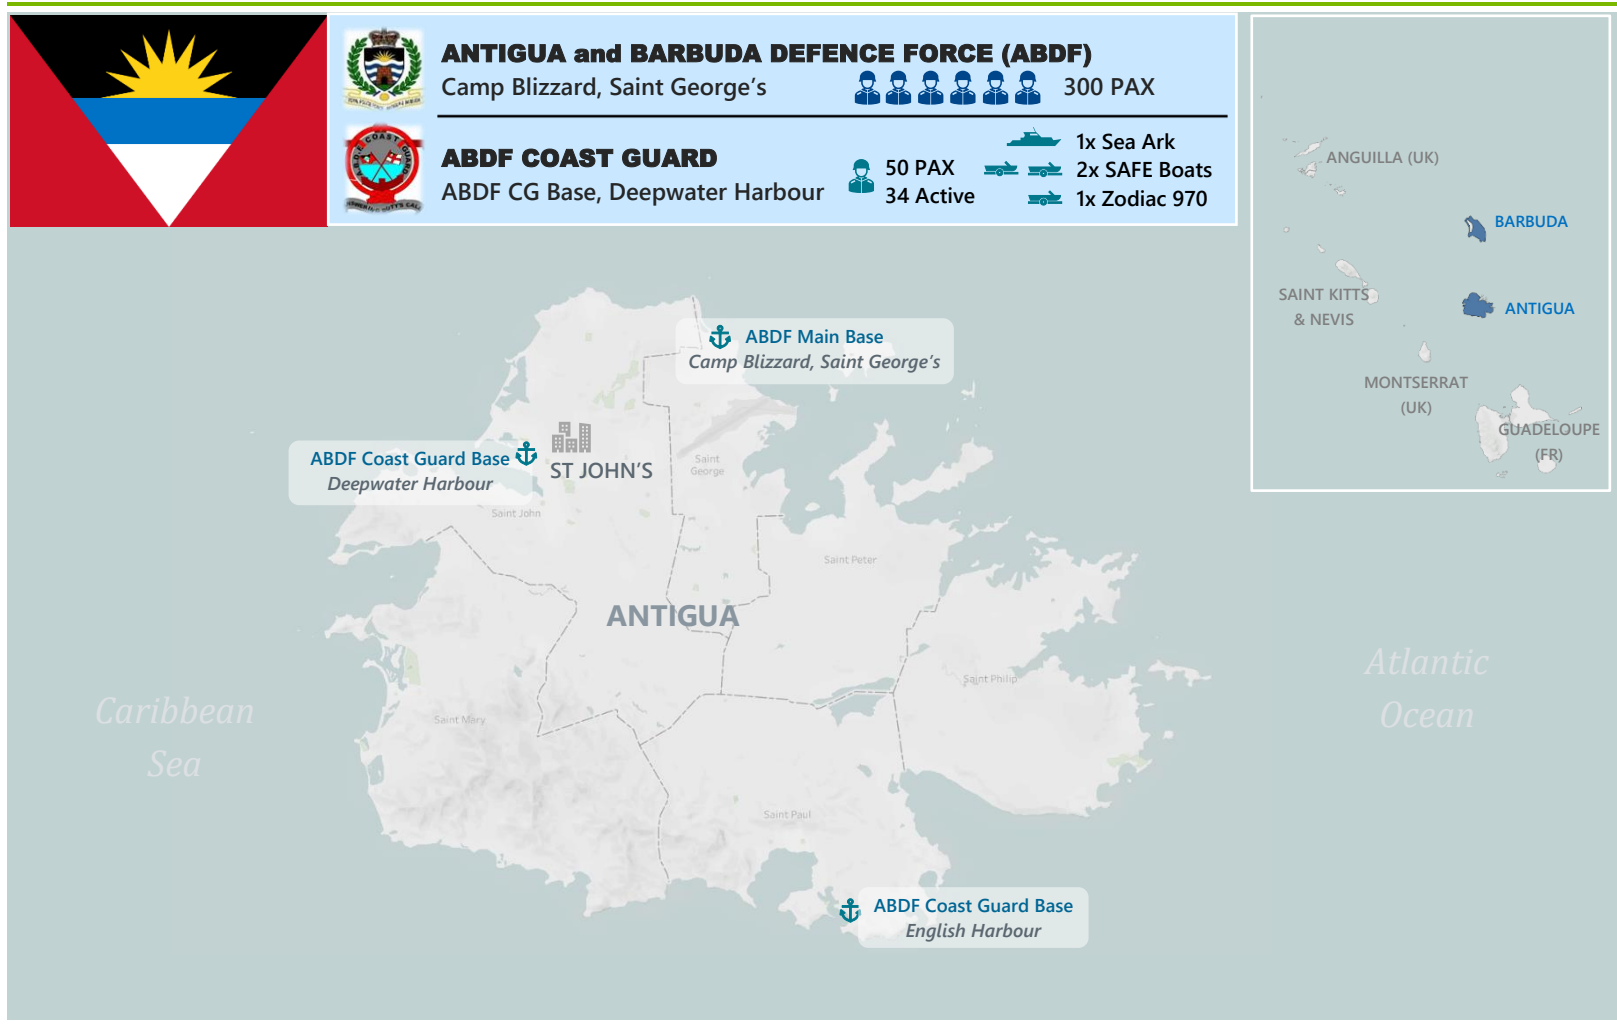 ANTIGUA and BARBUDA DEFENCE FORCE (ABDF)
Camp Blizzard, Saint George's
300 PAX
ABDF COAST GUARD
ABDF CG Base, Deepwater Harbour
50 PAX
34 Active
1x Sea Ark
2x SAFE Boats
1x Zodiac 970
ANGUILLA (UK)
BARBUDA
SAINT KITTS
& NEVIS
ANTIGUA
MONTSERRAT
(UK)
GUADELOUPE
(FR)
ABDF Main Base
Camp Blizzard, Saint George's
ABDF Coast Guard Base
Deepwater Harbour
ST JOHN'S
Saint
George
Saint John
Saint Peter
ANTIGUA
Saint Philip
Saint Mary
Caribbean
Sea
Atlantic
Ocean
Saint Paul
ABDF Coast Guard Base
English Harbour